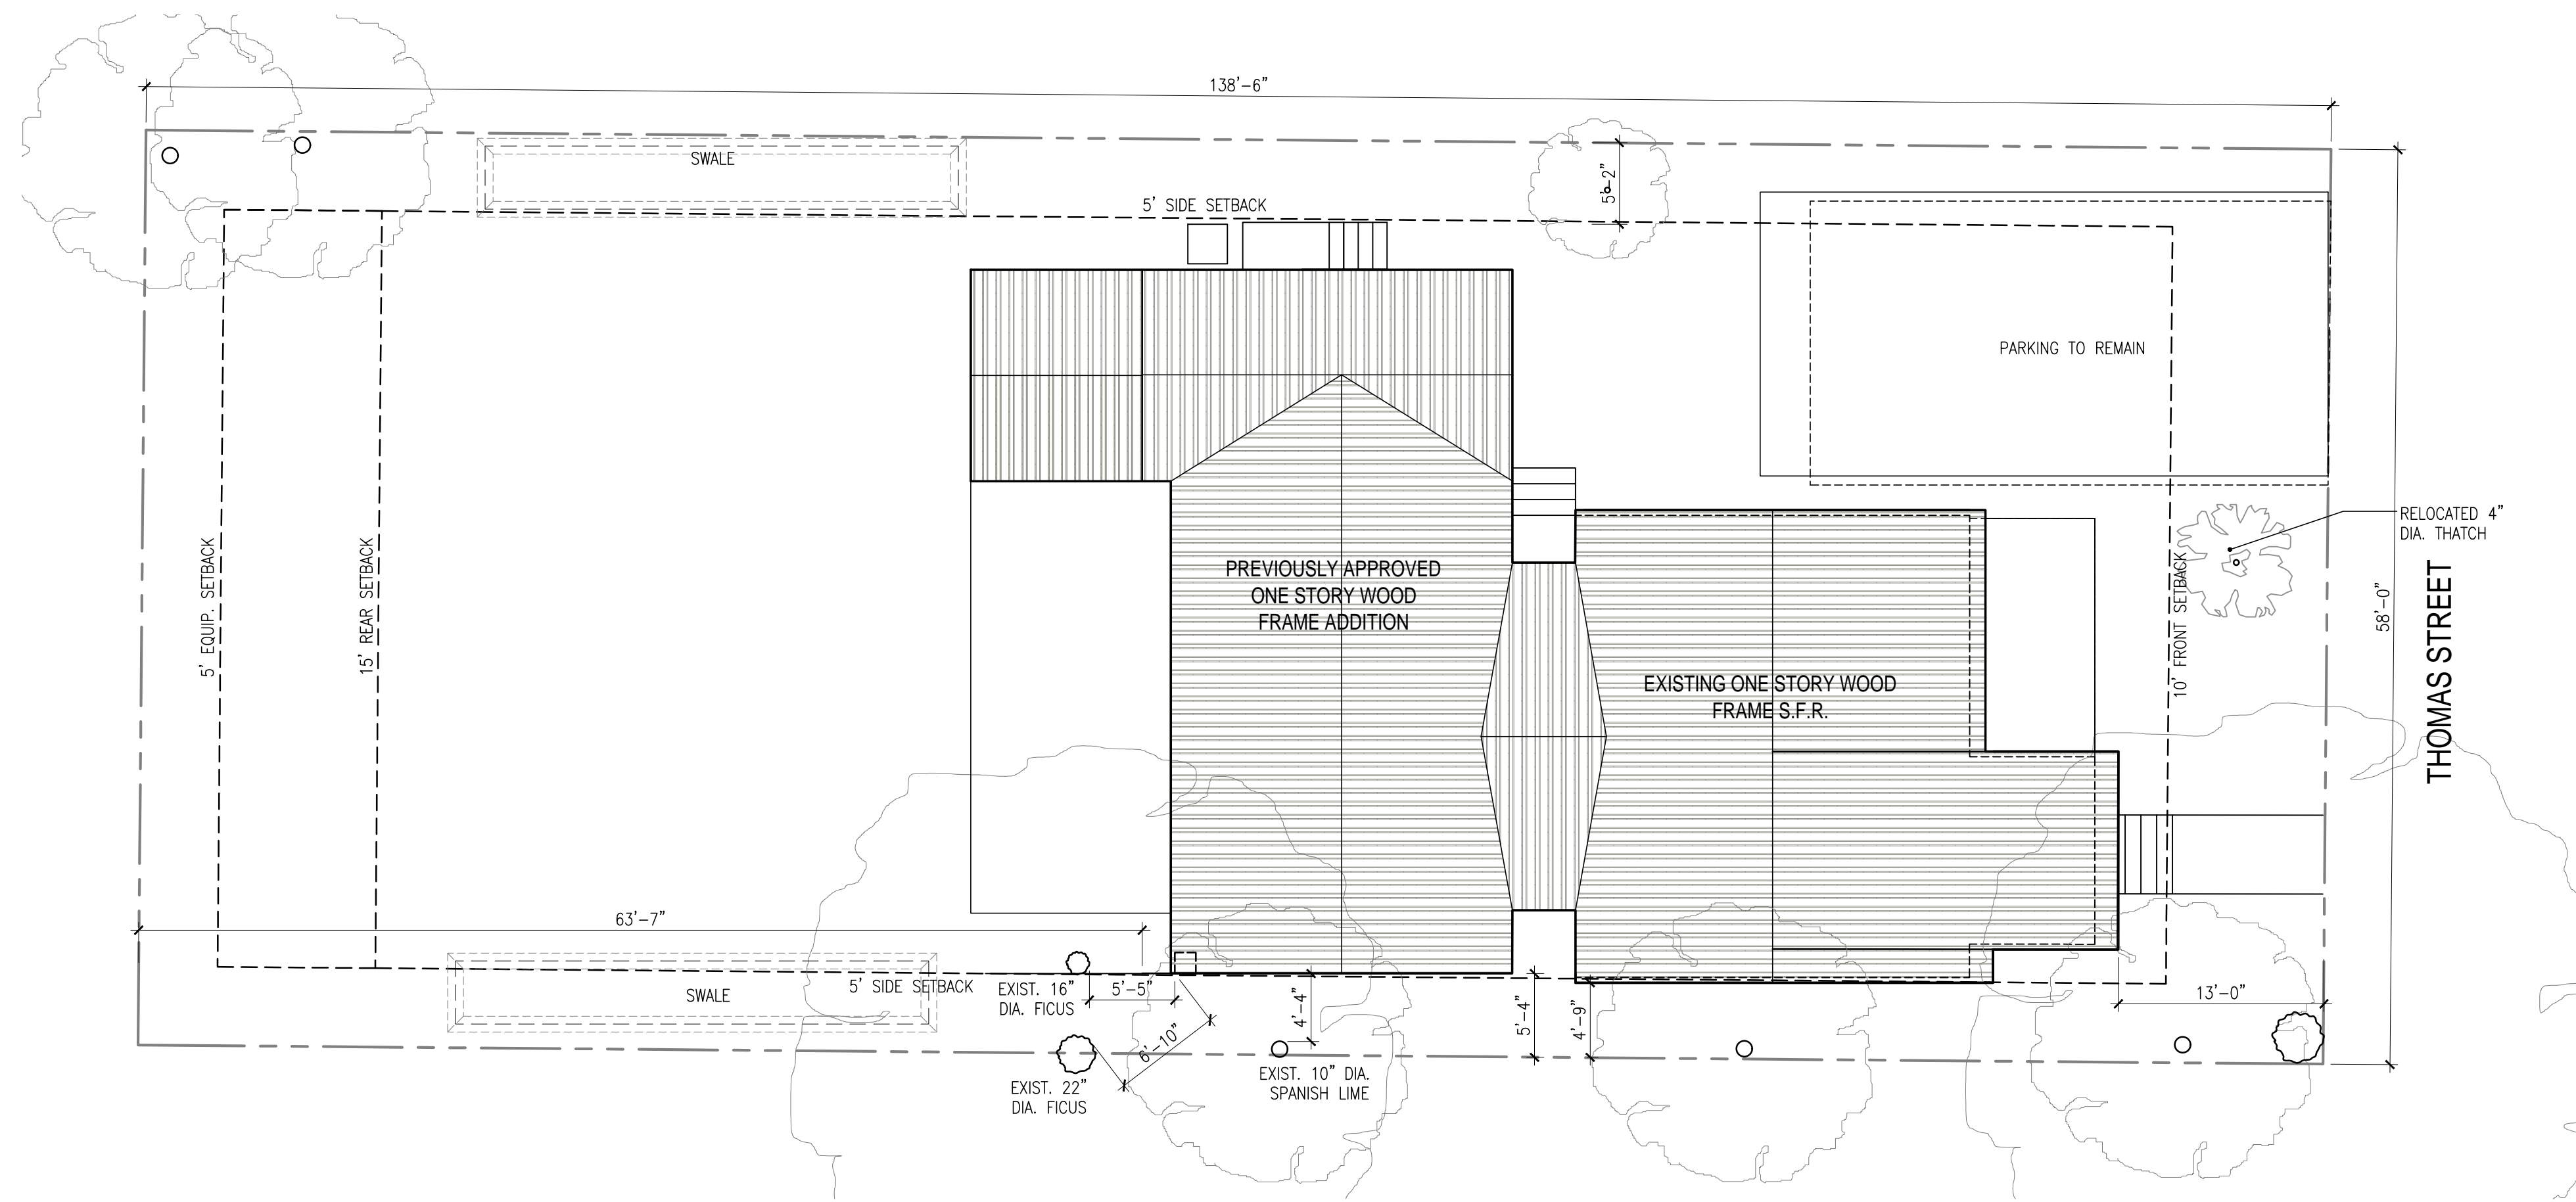 138'-6"
SWALE
5' SIDE SETBACK
5'-2"
PARKING TO REMAIN
RELOCATED 4"
DIA. THATCH
5' EQUIP. SETBACK
15' REAR SETBACK
PREVIOUSLY APPROVED
ONE STORY WOOD
FRAME ADDITION
EXISTING ONE STORY WOOD
FRAME S.F.R.
10' FRONT SETBACK
58'-0"
THOMAS STREET
63'-7"
SWALE
5' SIDE SETBACK
EXIST. 16"
DIA. FICUS
5'-5"
6'-10"
4'-4"
5'-4"
4'-9"
13'-0"
EXIST. 22"
DIA. FICUS
EXIST. 10" DIA.
SPANISH LIME